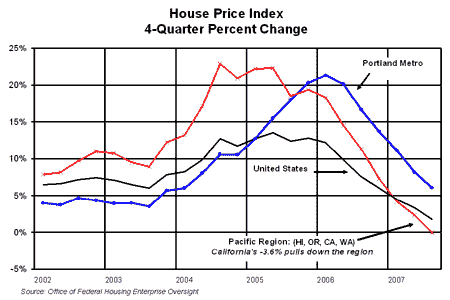 House Price Index
4-Quarter Percent Change
25%
20%
15%
10%
5%
0%
-5%
Portland Metro
United States
Pacific Region: (HI, OR, CA, WA)
California's -3.6% pulls down the region
2002 2003 2004 2005 2006 2007
Source: Office of Federal Housing Enterprise Oversight